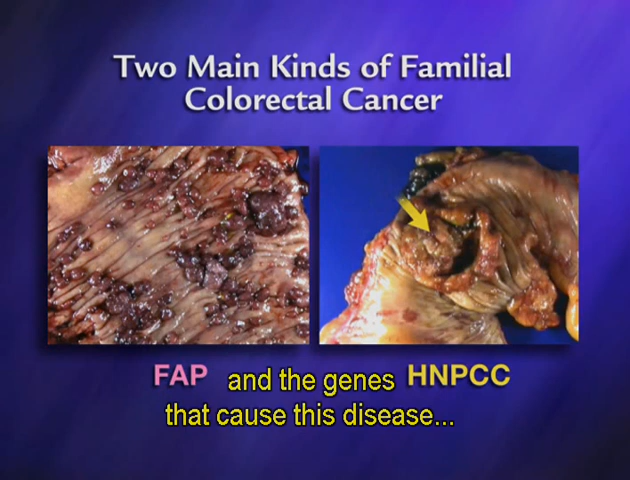 Two Main Kinds of Familial
Colorectal Cancer
FAP
HNPCC
and the genes
that cause this disease...